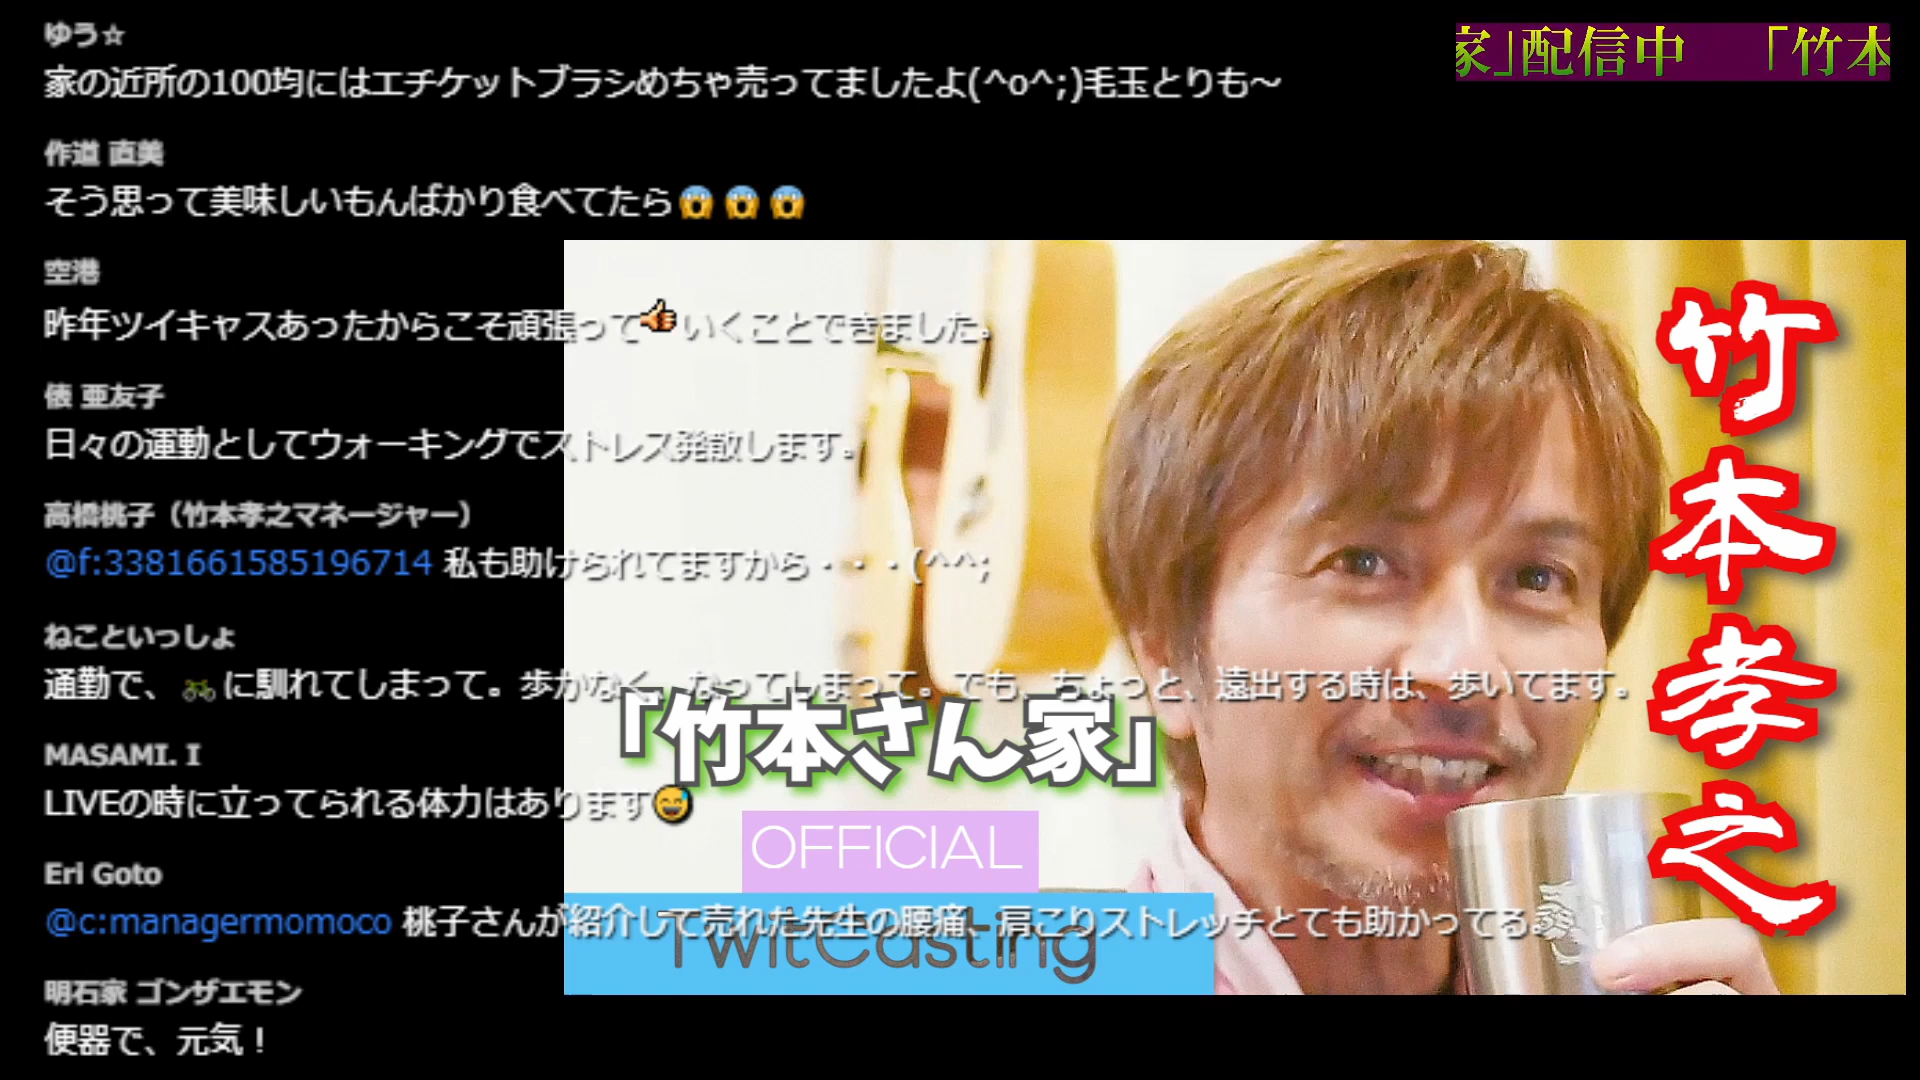 ゆう☆
家の近所の100均にはエチケットブラシめちゃ売ってましたよ(^o^;)毛玉とりも〜
家」配信中　「竹本
作道 直美
そう思って美味しいもんばかり食べてたら😱😱😱
空港
昨年ツイキャスあったからこそ頑張って👍いくことできました。
俵 亜友子
日々の運動としてウォーキングでストレス発散します。
高橋桃子（竹本孝之マネージャー）
@f:3381661585196714 私も助けられてますから・・・(^^;
ねこといっしょ
通勤で、🚲に馴れてしまって。歩かなく、なってしまって。でも、ちょっと、遠出する時は、歩いてます。
MASAMI. I
LIVEの時に立ってられる体力はあります😅
Eri Goto
@c:managermomoco 桃子さんが紹介して売れた先生の腰痛、肩こりストレッチとても助かってる。
明石家 ゴンザエモン
便器で、元気！
竹本孝之
「竹本さん家」
OFFICIAL
TwitCasting